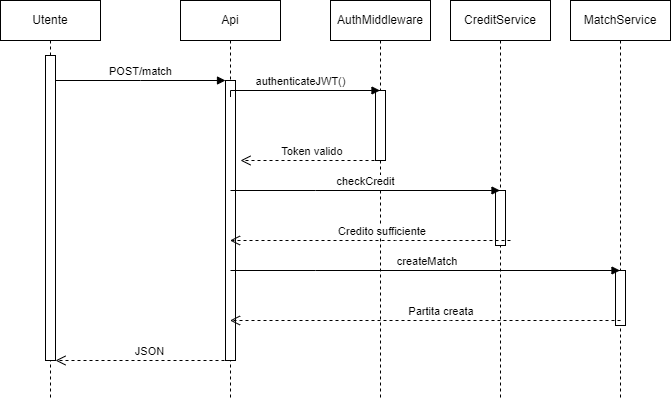 Utente
Api
AuthMiddleware
CreditService
MatchService
POST/match
authenticateJWT()
Token valido
checkCredit
Credito sufficiente
createMatch
Partita creata
JSON